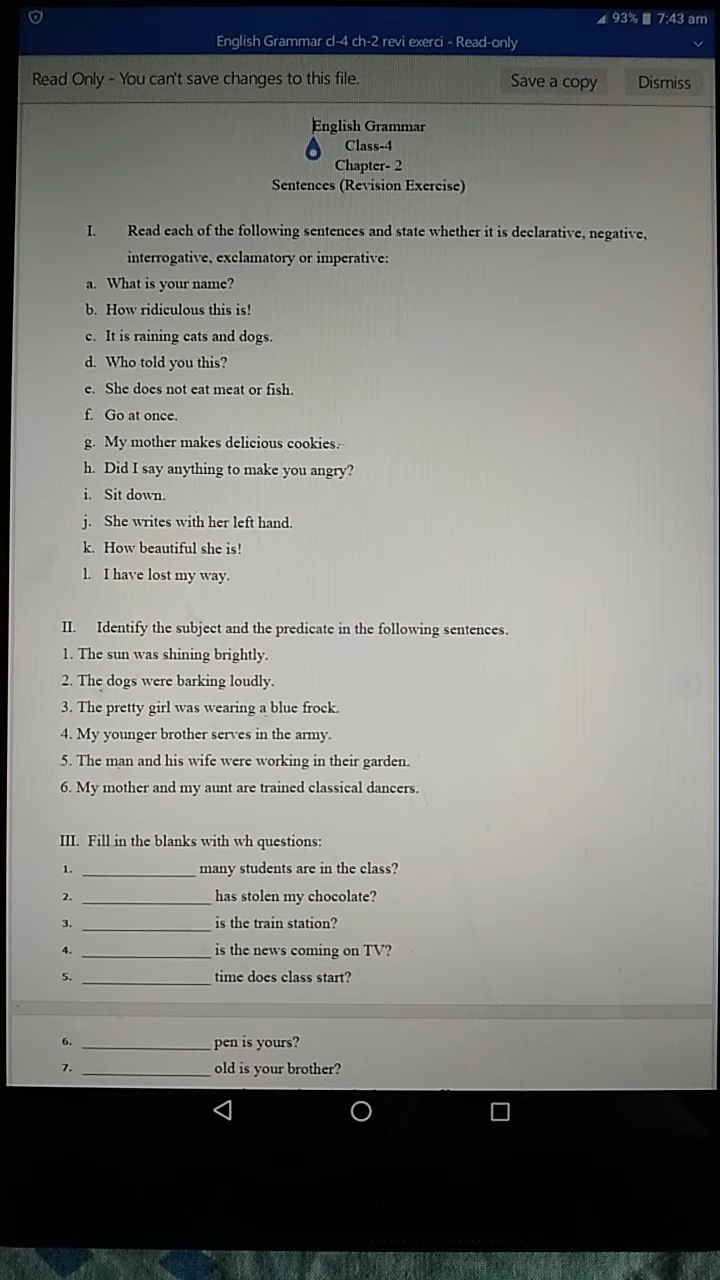 93% 7:43 am
English Grammar cl-4 ch-2 revi exerci - Read-only
Read Only - You can't save changes to this file. Save a copy Dismiss
English Grammar
Class-4
Chapter- 2
Sentences (Revision Exercise)
I. Read each of the following sentences and state whether it is declarative, negative,
interrogative, exclamatory or imperative:
a. What is your name?
b. How ridiculous this is!
c. It is raining cats and dogs.
d. Who told you this?
e. She does not eat meat or fish.
f. Go at once.
g. My mother makes delicious cookies.
h. Did I say anything to make you angry?
i. Sit down.
j. She writes with her left hand.
k. How beautiful she is!
l. I have lost my way.
II. Identify the subject and the predicate in the following sentences.
1. The sun was shining brightly.
2. The dogs were barking loudly.
3. The pretty girl was wearing a blue frock.
4. My younger brother serves in the army.
5. The man and his wife were working in their garden.
6. My mother and my aunt are trained classical dancers.
III. Fill in the blanks with wh questions:
1. ______________ many students are in the class?
2. ________________ has stolen my chocolate?
3. ________________ is the train station?
4. ________________ is the news coming on TV?
5. ________________ time does class start?
6. ________________ pen is yours?
7. ________________ old is your brother?